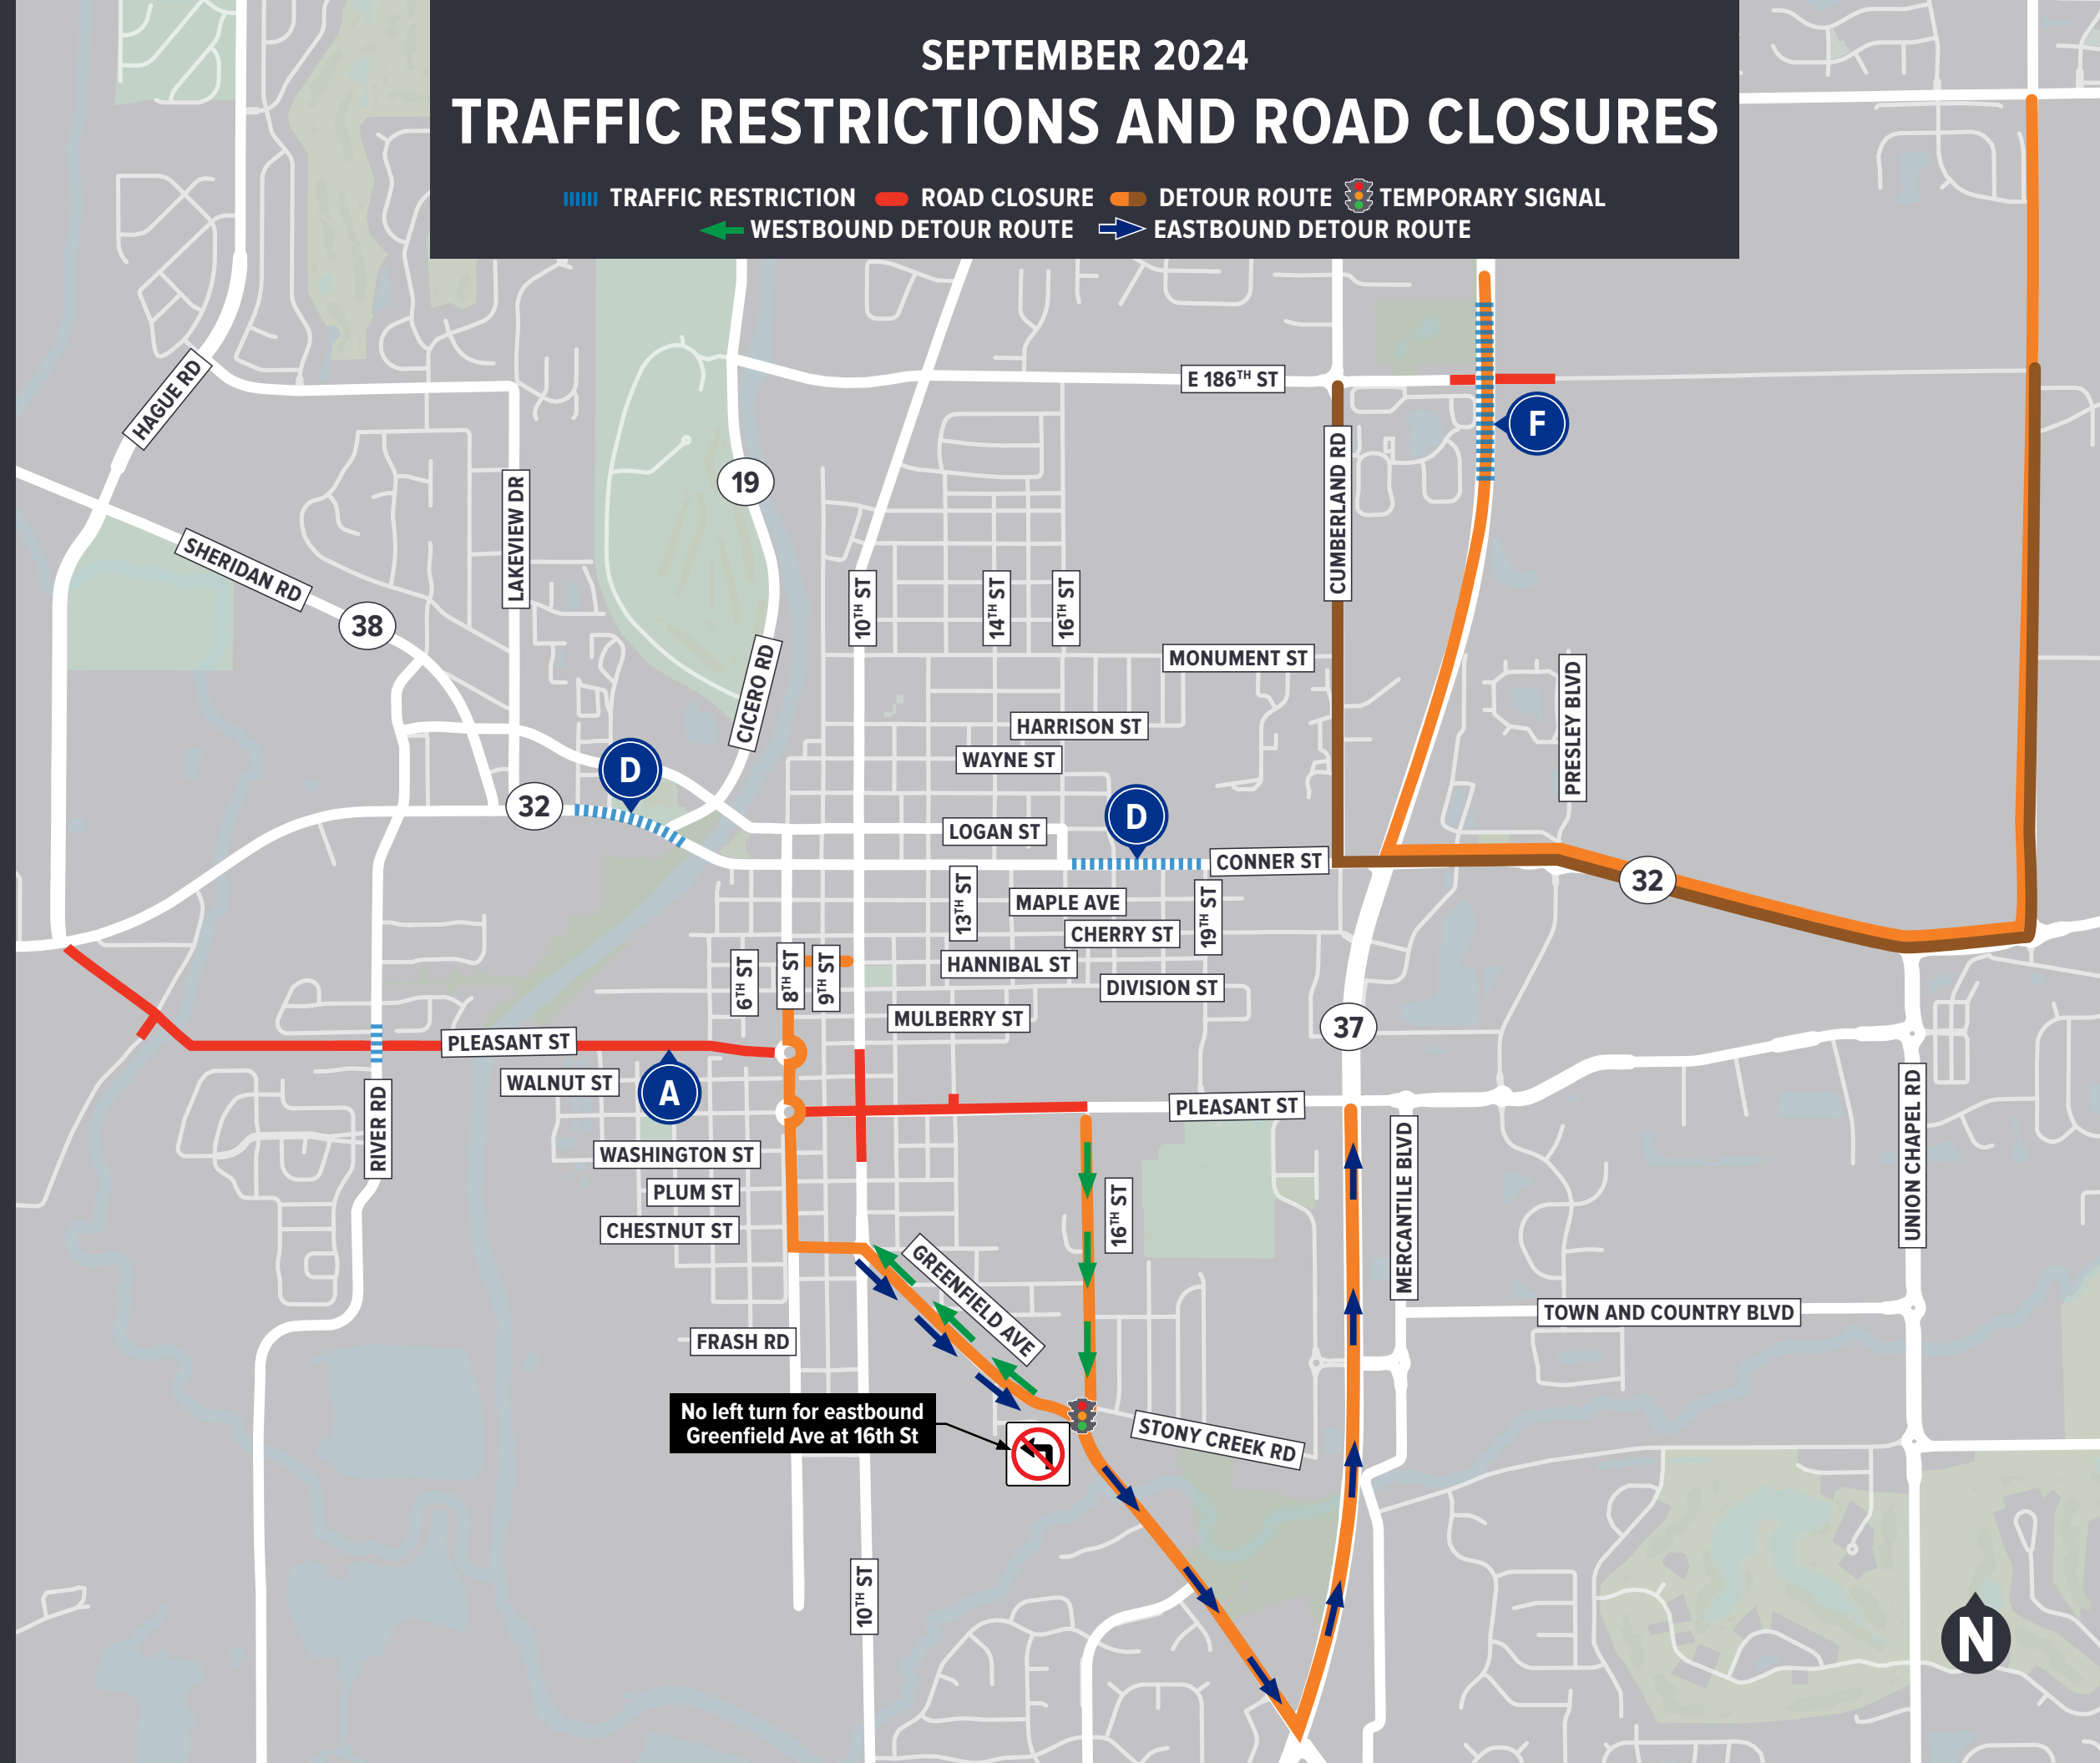 SEPTEMBER 2024
TRAFFIC RESTRICTIONS AND ROAD CLOSURES
TRAFFIC RESTRICTION ROAD CLOSURE DETOUR ROUTE TEMPORARY SIGNAL
WESTBOUND DETOUR ROUTE EASTBOUND DETOUR ROUTE
HAGUE RD
E 186TH ST
F
19
LAKEVIEW DR
CUMBERLAND RD
SHERIDAN RD
38
10TH ST
14TH ST
16TH ST
MONUMENT ST
CICERO RD
PRESLEY BLVD
HARRISON ST
WAYNE ST
D
32
D
LOGAN ST
CONNER ST
32
13TH ST
MAPLE AVE
19TH ST
CHERRY ST
6TH ST
8TH ST
9TH ST
HANNIBAL ST
DIVISION ST
MULBERRY ST
37
PLEASANT ST
WALNUT ST
A
PLEASANT ST
RIVER RD
WASHINGTON ST
PLUM ST
CHESTNUT ST
16TH ST
MERCANTILE BLVD
UNION CHAPEL RD
GREENFIELD AVE
TOWN AND COUNTRY BLVD
FRASH RD
No left turn for eastbound
Greenfield Ave at 16th St
STONY CREEK RD
10TH ST
N